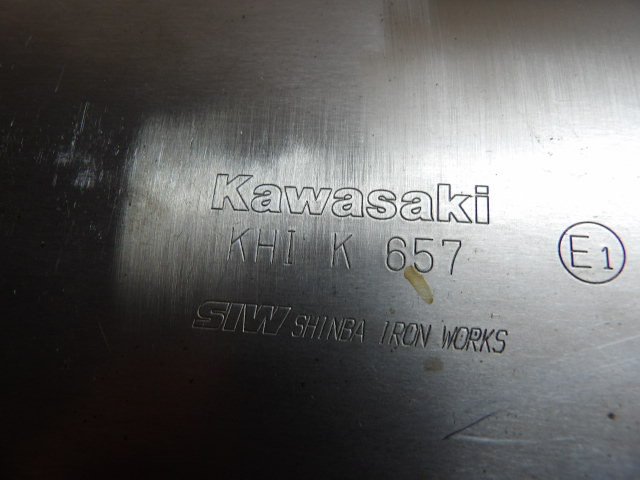 Kawasaki
KHI K 657
E1
SIW SHINBA IRON WORKS